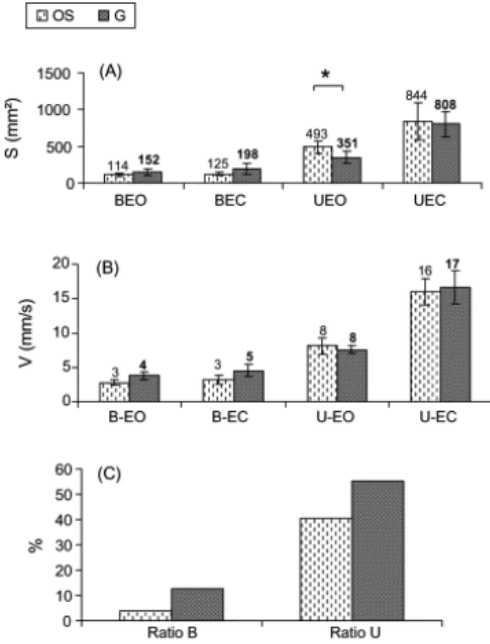 OS G
(A)
S (mm²)
1500
1000
500
0
114 152 125 198 493 * 351 844 808
BEO BEC UEO UEC
(B)
V (mm/s)
20
15
10
5
0
3 4 3 5 8 8 16 17
B-EO B-EC U-EO U-EC
(C)
%
60
50
40
30
20
10
0
Ratio B Ratio U